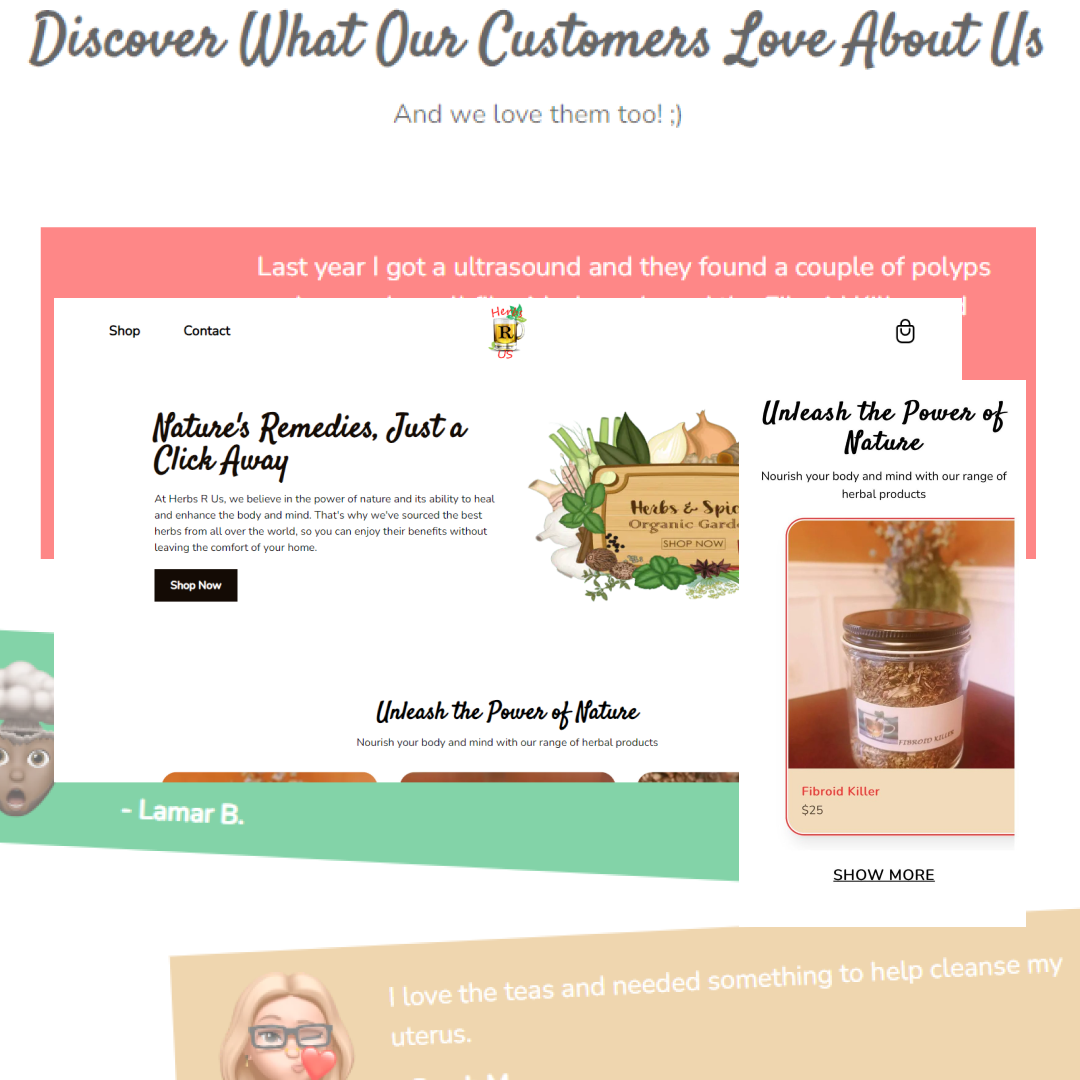 Discover What Our Customers Love About Us
And we love them too! ;)
Last year I got a ultrasound and they found a couple of polyps
Shop
Contact
Herbs
R
US
Nature's Remedies, Just a
Click Away
At Herbs R Us, we believe in the power of nature and its ability to heal
and enhance the body and mind. That's why we've sourced the best
herbs from all over the world, so you can enjoy their benefits without
leaving the comfort of your home.
Shop Now
Herbs & Spic
Organic Gard
SHOP NOW
Unleash the Power of Nature
Nourish your body and mind with our range of herbal products
Unleash the Power of
Nature
Nourish your body and mind with our range of
herbal products
FIBROID KILLER
Fibroid Killer
$25
SHOW MORE
- Lamar B.
I love the teas and needed something to help cleanse my
uterus.